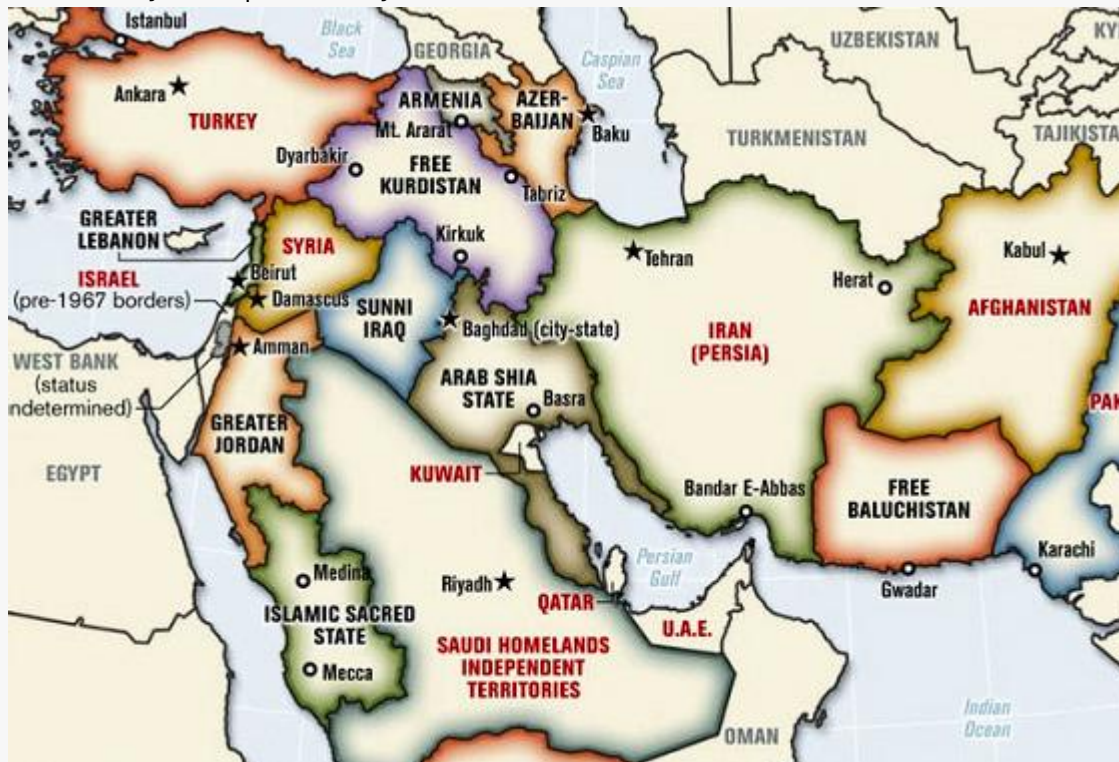 Istanbul
Black
Sea
GEORGIA
Caspian
Sea
UZBEKISTAN
Ankara
TURKEY
ARMENIA
AZER-
BAIJAN
Baku
Mt. Ararat
TURKMENISTAN
TAJIKISTA
Dyarbakir
FREE
KURDISTAN
Tabriz
GREATER
LEBANON
SYRIA
Kirkuk
Tehran
Kabul
Herat
ISRAEL
(pre-1967 borders)
Beirut
Damascus
SUNNI
IRAQ
Baghdad (city-state)
IRAN
(PERSIA)
AFGHANISTAN
WEST BANK
(status
ndetermined)
Amman
ARAB SHIA
STATE
Basra
PAK
GREATER
JORDAN
EGYPT
KUWAIT
Bandar E-Abbas
FREE
BALUCHISTAN
Karachi
Gwadar
Persian
Gulf
Medina
Riyadh
QATAR
ISLAMIC SACRED
STATE
U.A.E.
Mecca
SAUDI HOMELANDS
INDEPENDENT
TERRITORIES
OMAN
Indian
Ocean